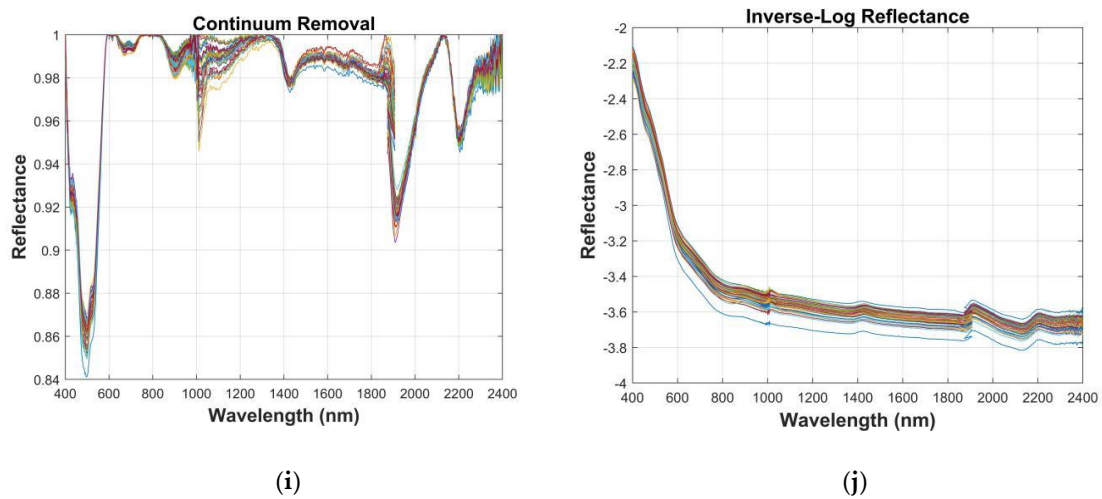 Continuum Removal
1
0.98
0.96
0.94
0.92
0.9
0.88
0.86
0.84
Reflectance
400 600 800 1000 1200 1400 1600 1800 2000 2200 2400
Wavelength (nm)
(i)
Inverse-Log Reflectance
-2
-2.2
-2.4
-2.6
-2.8
-3
-3.2
-3.4
-3.6
-3.8
-4
Reflectance
400 600 800 1000 1200 1400 1600 1800 2000 2200 2400
Wavelength (nm)
(j)